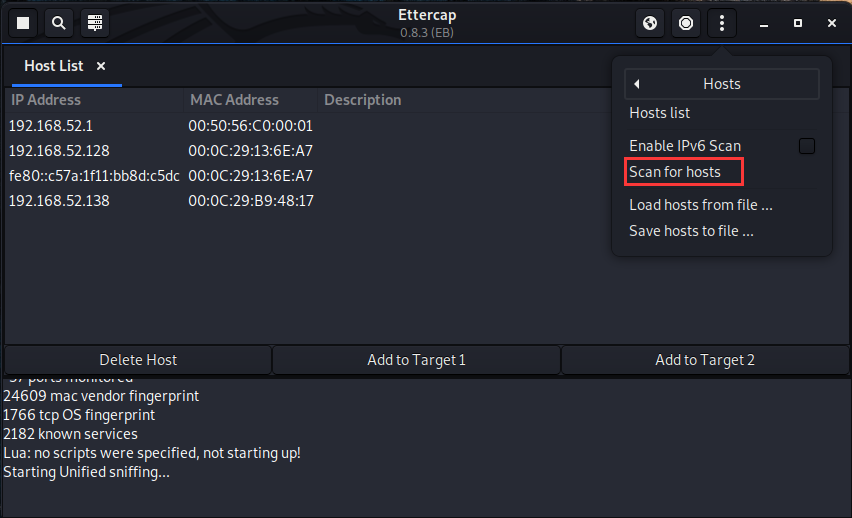 Ettercap
0.8.3 (EB)
Host List
IP Address MAC Address Description
192.168.52.1 00:50:56:C0:00:01
192.168.52.128 00:0C:29:13:6E:A7
fe80::c57a:1f11:bb8d:c5dc 00:0C:29:13:6E:A7
192.168.52.138 00:0C:29:B9:48:17
Hosts
Hosts list
Enable IPv6 Scan
Scan for hosts
Load hosts from file ...
Save hosts to file ...
Delete Host Add to Target 1 Add to Target 2
57 ports monitored
24609 mac vendor fingerprint
1766 tcp OS fingerprint
2182 known services
Lua: no scripts were specified, not starting up!
Starting Unified sniffing...